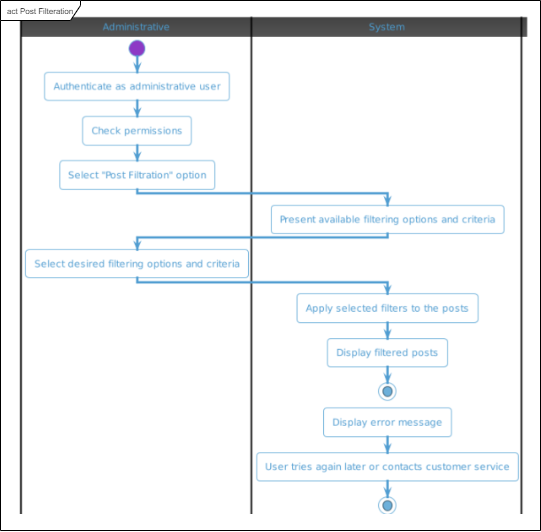 act Post Filteration
Administrative
System
Authenticate as administrative user
Check permissions
Select "Post Filtration" option
Present available filtering options and criteria
Select desired filtering options and criteria
Apply selected filters to the posts
Display filtered posts
Display error message
User tries again later or contacts customer service